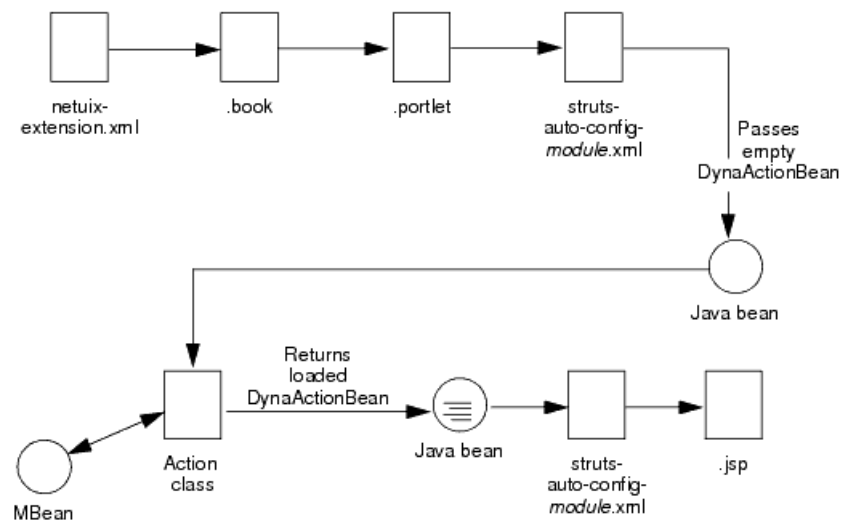 netuix-
extension.xml
.book
.portlet
struts-
auto-config-
module.xml
Passes
empty
DynaActionBean
Java bean
Returns
loaded
DynaActionBean
MBean
Action
class
Java bean
struts-
auto-config-
module.xml
.jsp